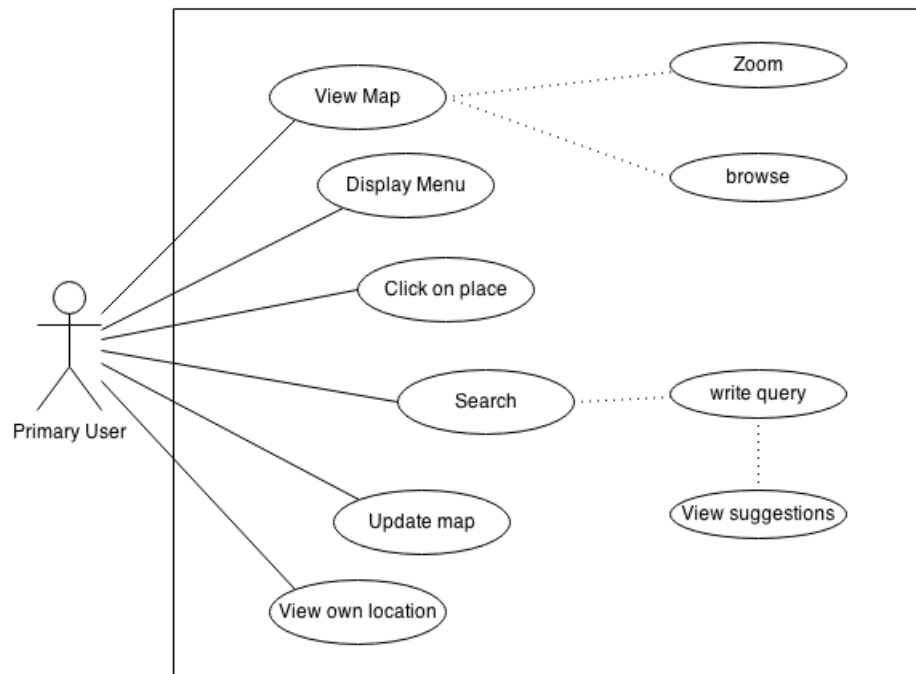 Zoom
View Map
browse
Display Menu
Click on place
write query
Search
Primary User
View suggestions
Update map
View own location